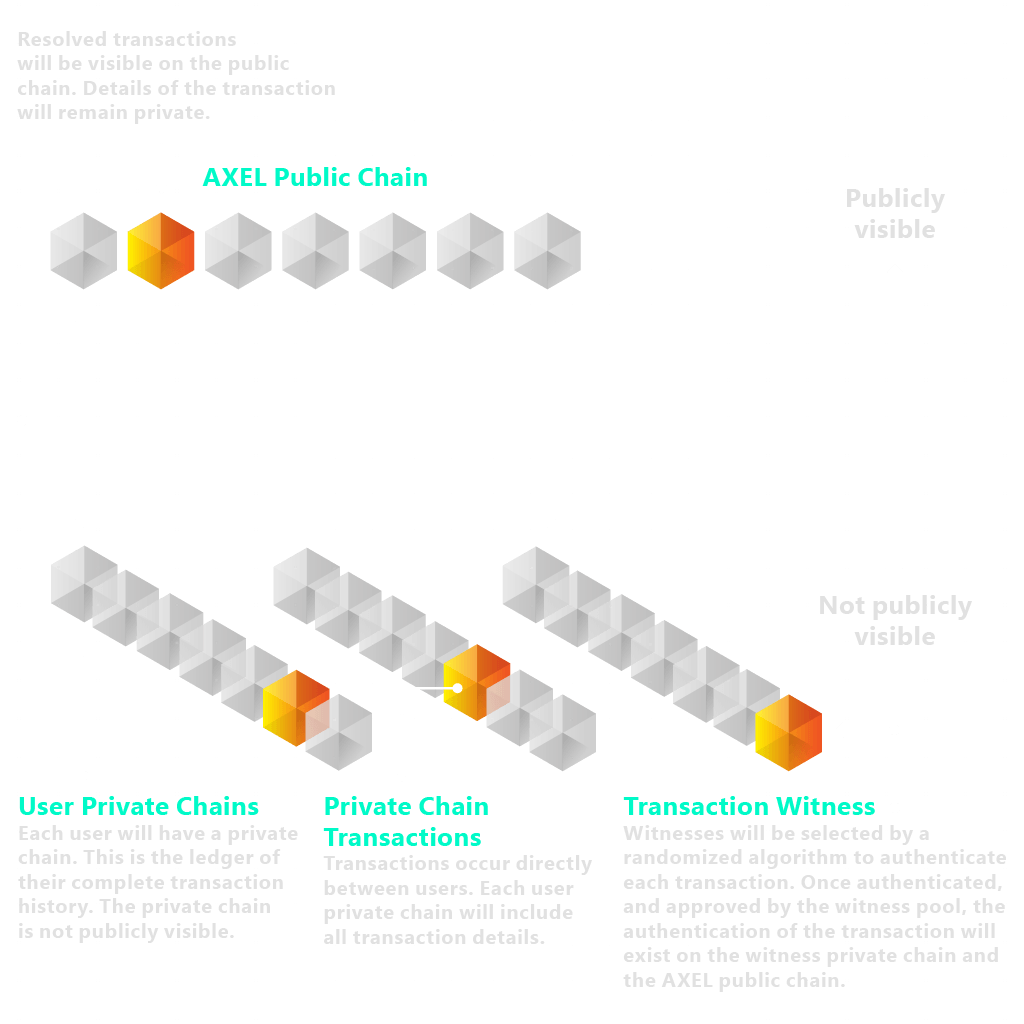 Resolved transactions
will be visible on the public
chain. Details of the transaction
will remain private.
AXEL Public Chain
Publicly
visible
Not publicly
visible
User Private Chains
Each user will have a private
chain. This is the ledger of
their complete transaction
history. The private chain
is not publicly visible.
Private Chain
Transactions
Transactions occur directly
between users. Each user
private chain will include
all transaction details.
Transaction Witness
Witnesses will be selected by a
randomized algorithm to authenticate
each transaction. Once authenticated,
and approved by the witness pool, the
authentication of the transaction will
exist on the witness private chain and
the AXEL public chain.